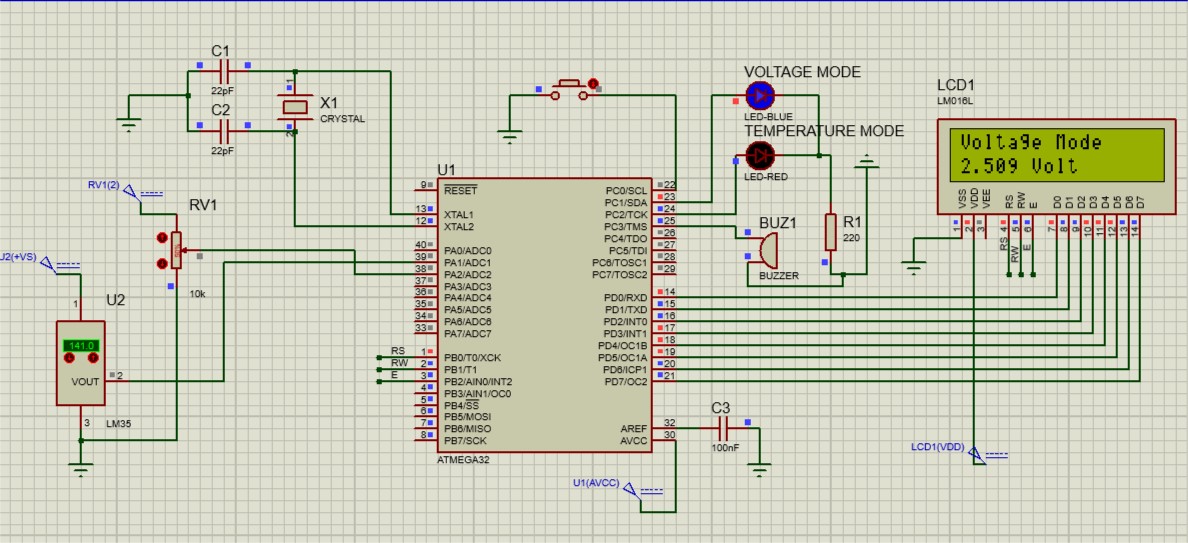 C1
22pF
C2
22pF
1
X1
CRYSTAL
2
VOLTAGE MODE
LED-BLUE
TEMPERATURE MODE
LED-RED
LCD1
LM016L
Voltage Mode
2.509 Volt
VSS
VDD
VEE
RS
RW
E
D0
D1
D2
D3
D4
D5
D6
D7
1
2
3
4
5
6
7
8
9
10
11
12
13
14
RS
RW
E
RV1(2)
RV1
10k
U2(+VS)
1
U2
141.0
VOUT
2
3
LM35
U1
9 RESET
13 XTAL1
12 XTAL2
40 PA0/ADC0
39 PA1/ADC1
38 PA2/ADC2
37 PA3/ADC3
36 PA4/ADC4
35 PA5/ADC5
34 PA6/ADC6
33 PA7/ADC7
RS 1 PB0/T0/XCK
RW 2 PB1/T1
E 3 PB2/AIN0/INT2
4 PB3/AIN1/OC0
5 PB4/SS
6 PB5/MOSI
7 PB6/MISO
8 PB7/SCK
PC0/SCL 22
PC1/SDA 23
PC2/TCK 24
PC3/TMS 25
PC4/TDO 26
PC5/TDI 27
PC6/TOSC1 28
PC7/TOSC2 29
PD0/RXD 14
PD1/TXD 15
PD2/INT0 16
PD3/INT1 17
PD4/OC1B 18
PD5/OC1A 19
PD6/ICP1 20
PD7/OC2 21
AREF 32
AVCC 30
ATMEGA32
BUZ1
BUZZER
R1
220
C3
100nF
U1(AVCC)
LCD1(VDD)